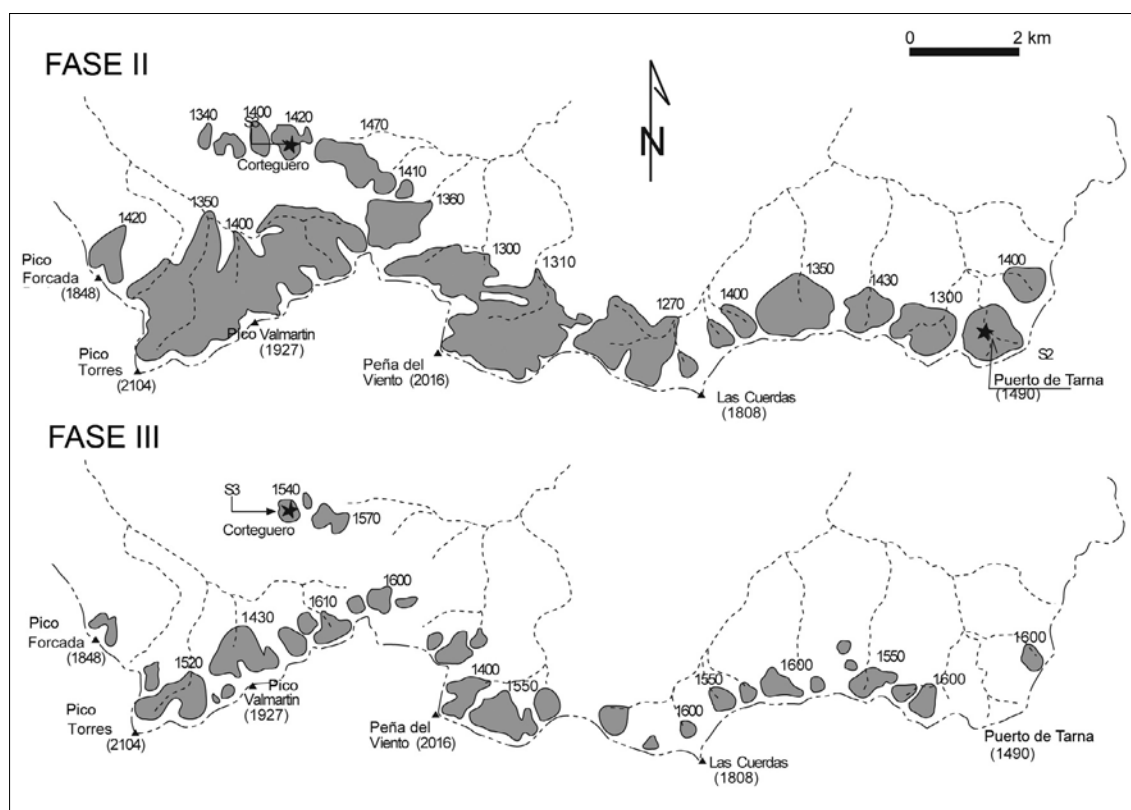 FASE II
0 2 km
N
1340
1400
S3
1420
Corteguero
1470
1410
1360
1350
1400
1420
Pico
Forcada
(1848)
Pico Valmartin
(1927)
Pico
Torres
(2104)
1300
1310
Peña del
Viento (2016)
1270
1400
Las Cuerdas
(1808)
1350
1430
1300
1400
S2
Puerto de Tarna
(1490)
FASE III
S3
1540
Corteguero
1570
1600
1610
1430
1520
Pico
Forcada
(1848)
Pico
Valmartin
(1927)
Pico
Torres
(2104)
1400
1550
Peña del
Viento (2016)
1600
1550
1600
1550
1600
1600
Las Cuerdas
(1808)
Puerto de Tarna
(1490)